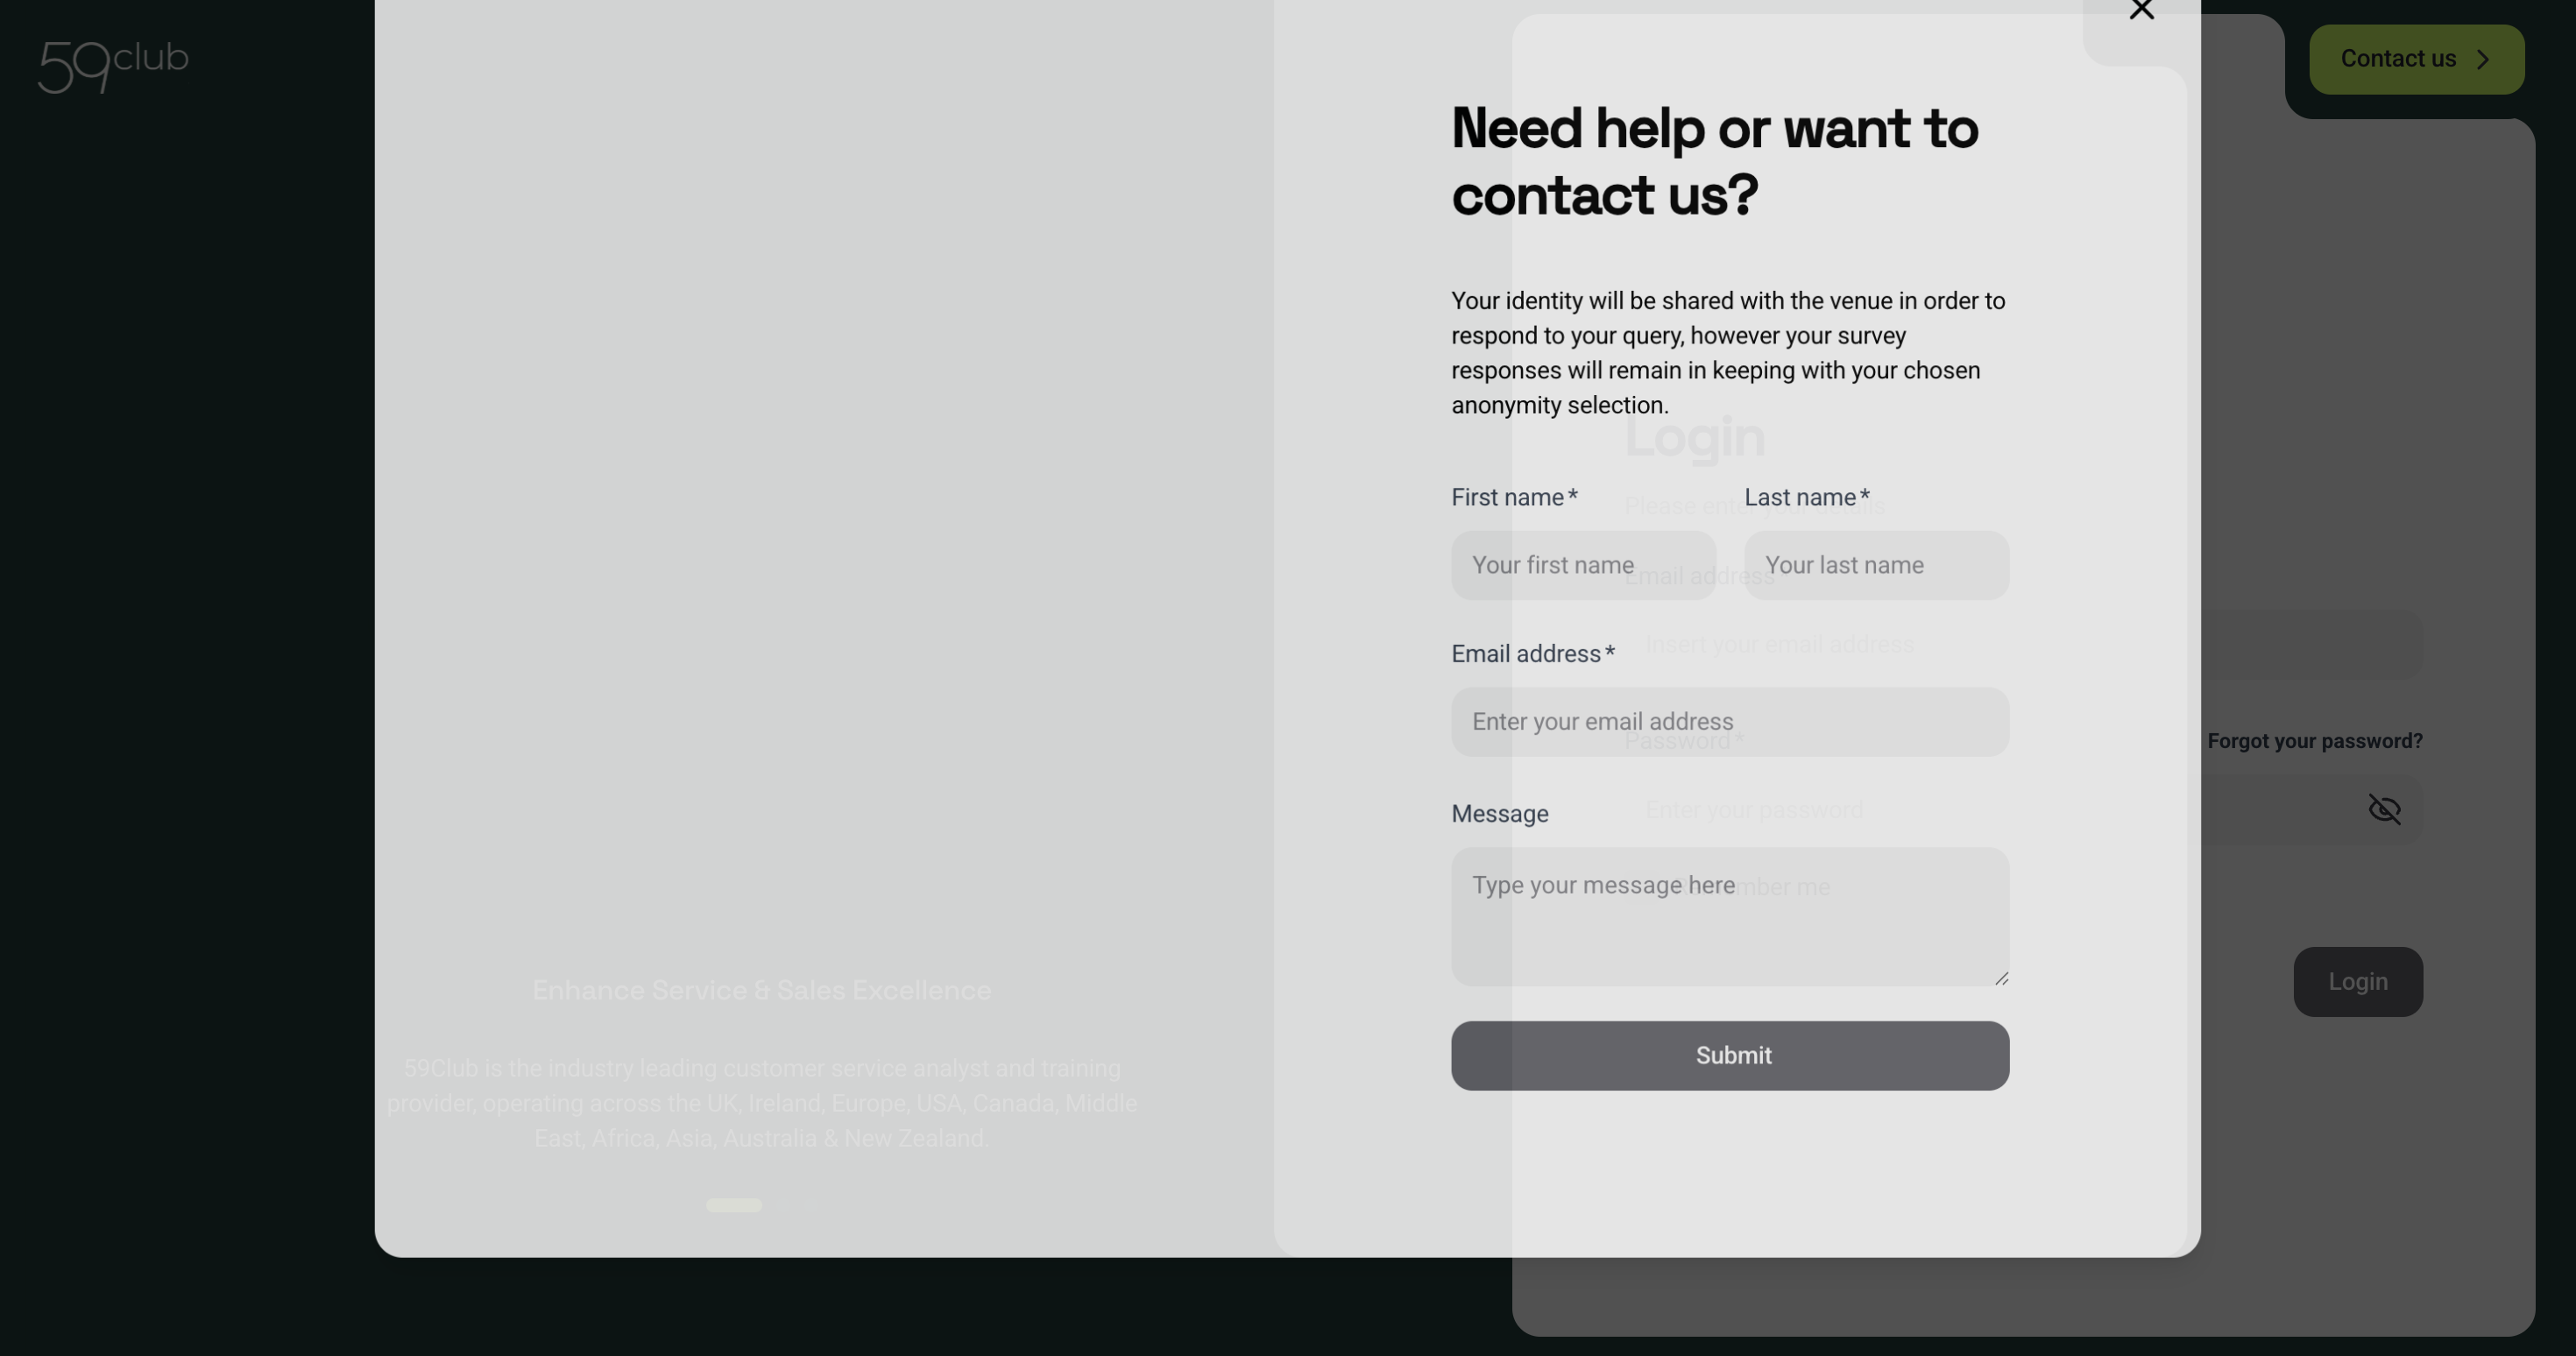 59club
Contact us
Need help or want to
contact us?
Your identity will be shared with the venue in order to
respond to your query, however your survey
responses will remain in keeping with your chosen
anonymity selection.
Login
First name*
Last name*
Please enter your details
Your first name
Your last name
Email address
Insert your email address
Email address*
Enter your email address
Password*
Forgot your password?
Enter your password
Message
Type your message here
Remember me
Login
Enhance Service & Sales Excellence
Submit
59Club is the industry leading customer service analyst and training
provider, operating across the UK, Ireland, Europe, USA, Canada, Middle
East, Africa, Asia, Australia & New Zealand.